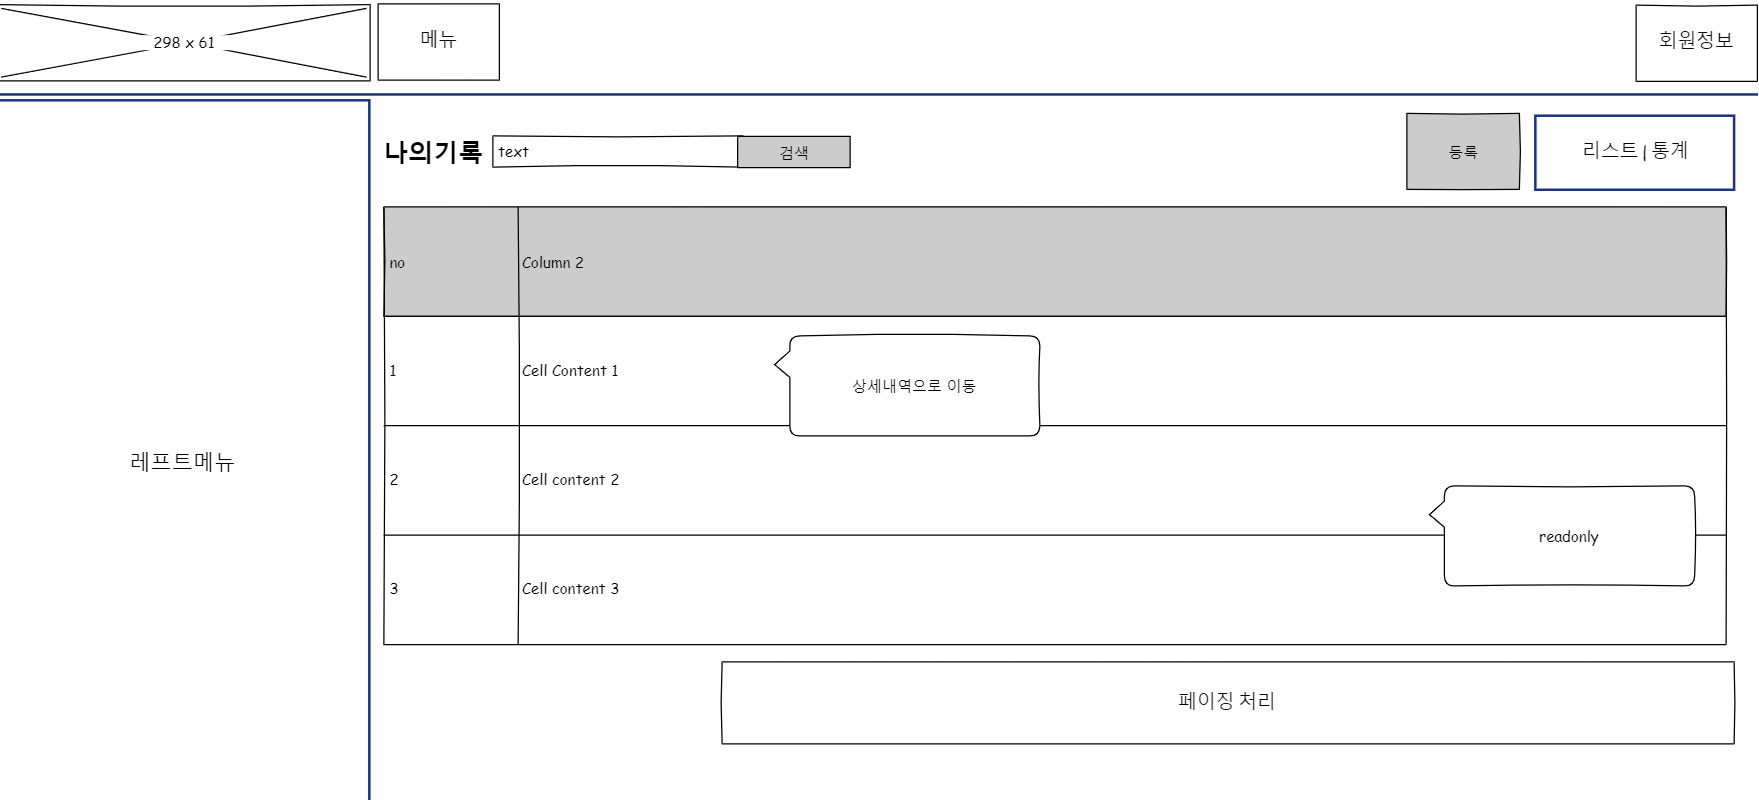 298 x 61
메뉴
회원정보
나의기록
text
검색
등록
리스트 | 통계
no
Column 2
1
Cell Content 1
상세내역으로 이동
레프트메뉴
2
Cell content 2
readonly
3
Cell content 3
페이징 처리